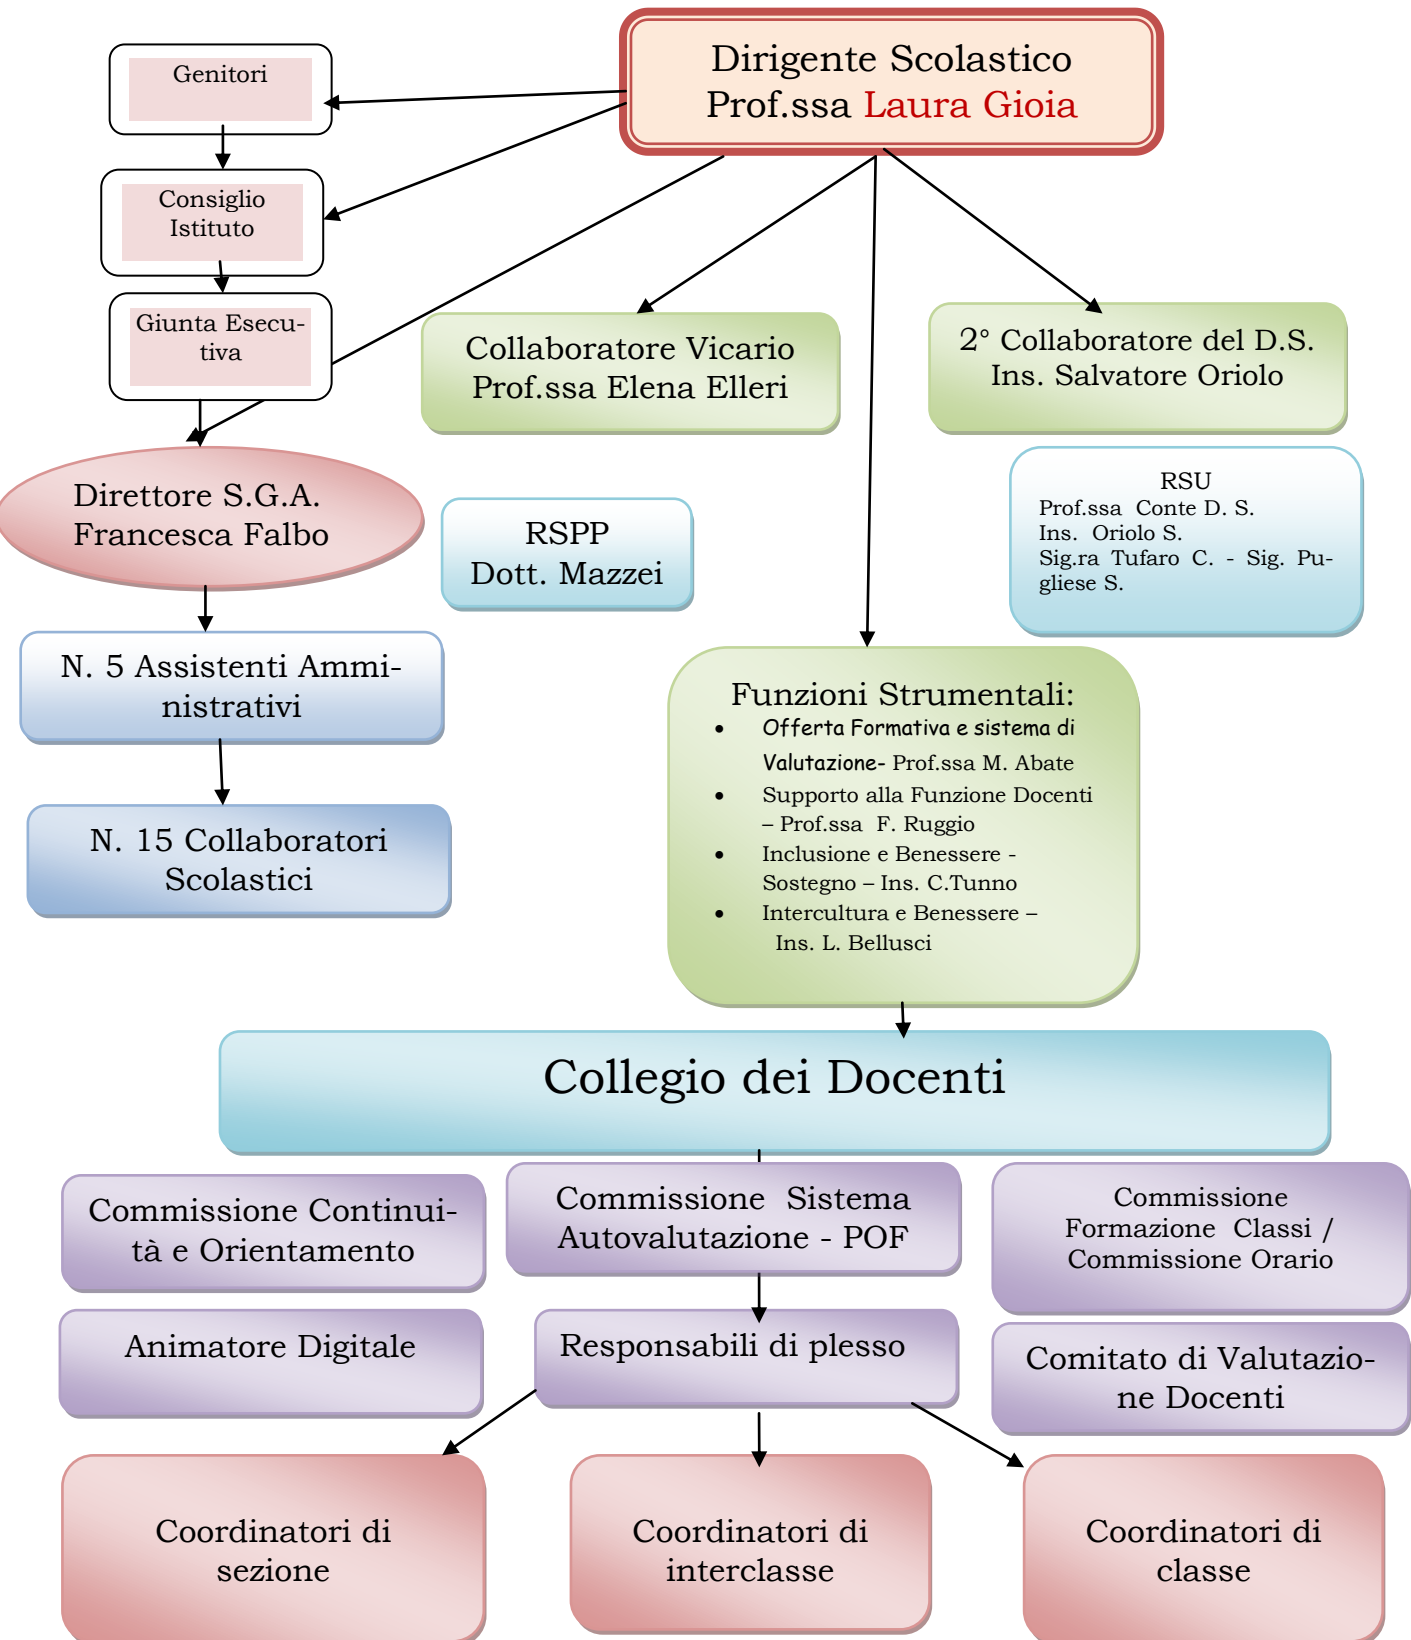 Dirigente Scolastico
Prof.ssa Laura Gioia
Genitori
Consiglio
Istituto
Giunta Esecu-
tiva
Collaboratore Vicario
Prof.ssa Elena Elleri
2° Collaboratore del D.S.
Ins. Salvatore Oriolo
Direttore S.G.A.
Francesca Falbo
RSPP
Dott. Mazzei
RSU
Prof.ssa Conte D. S.
Ins. Oriolo S.
Sig.ra Tufaro C. - Sig. Pu-
gliese S.
N. 5 Assistenti Ammi-
nistrativi
N. 15 Collaboratori
Scolastici
Funzioni Strumentali:
• Offerta Formativa e sistema di
Valutazione- Prof.ssa M. Abate
• Supporto alla Funzione Docenti
– Prof.ssa F. Ruggio
• Inclusione e Benessere -
Sostegno – Ins. C.Tunno
• Intercultura e Benessere –
Ins. L. Bellusci
Collegio dei Docenti
Commissione Continui-
tà e Orientamento
Commissione Sistema
Autovalutazione - POF
Commissione
Formazione Classi /
Commissione Orario
Animatore Digitale
Responsabili di plesso
Comitato di Valutazio-
ne Docenti
Coordinatori di
sezione
Coordinatori di
interclasse
Coordinatori di
classe